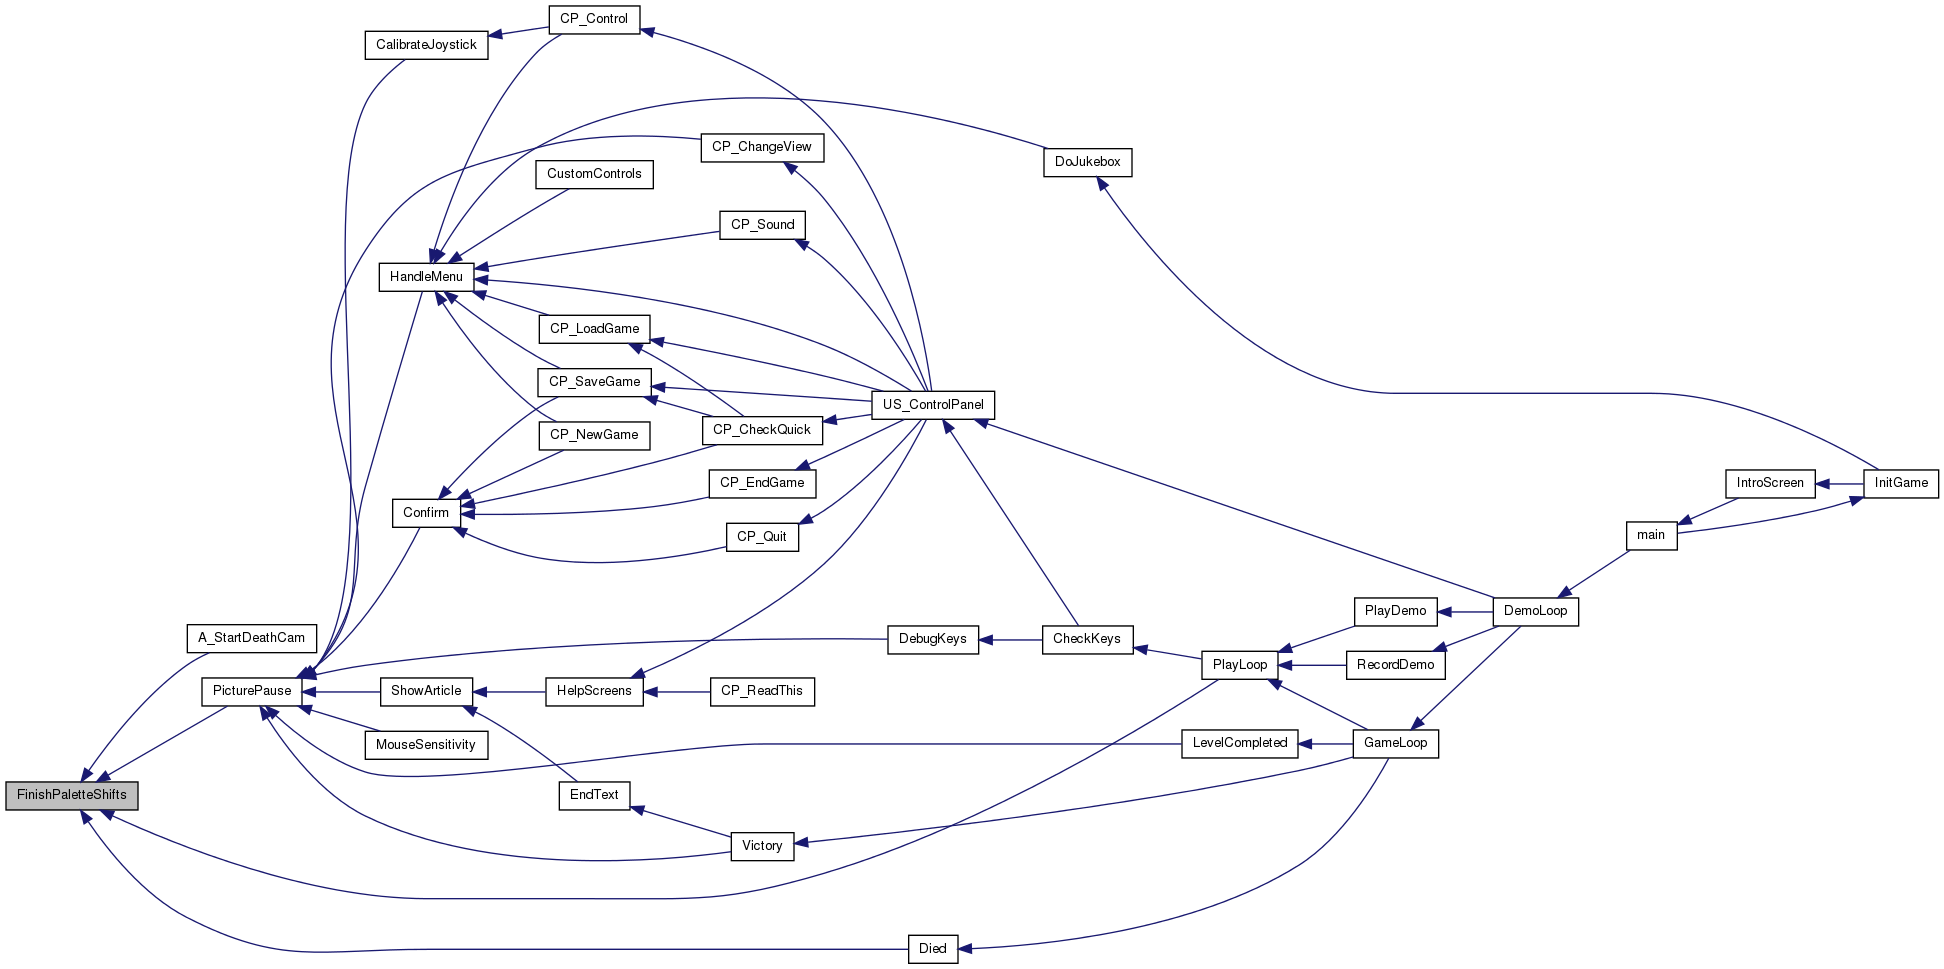 CP_Control
CalibrateJoystick
CP_ChangeView
DoJukebox
CustomControls
CP_Sound
HandleMenu
CP_LoadGame
CP_SaveGame
US_ControlPanel
CP_CheckQuick
CP_NewGame
CP_EndGame
IntroScreen
InitGame
Confirm
CP_Quit
main
PlayDemo
DemoLoop
A_StartDeathCam
DebugKeys
CheckKeys
PlayLoop
RecordDemo
PicturePause
ShowArticle
HelpScreens
CP_ReadThis
MouseSensitivity
LevelCompleted
GameLoop
FinishPaletteShifts
EndText
Victory
Died